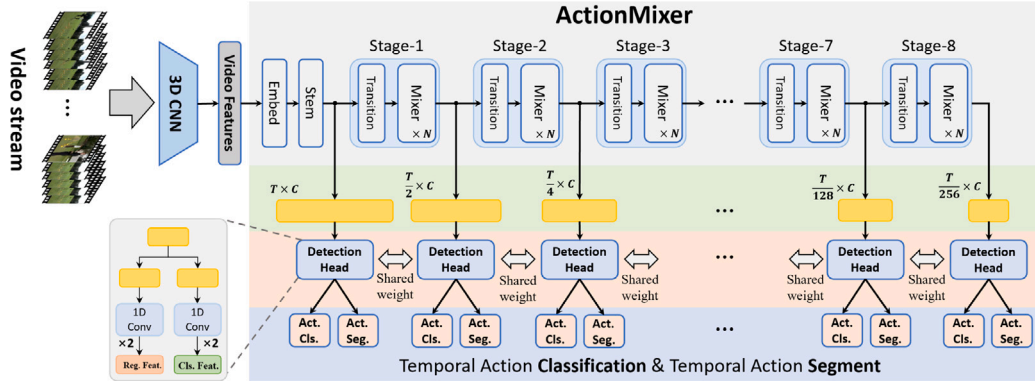 ActionMixer
Video stream
...
3D CNN
Video Features
Embed
Stem
Stage-1
Transition
Mixer
× N
Stage-2
Transition
Mixer
× N
Stage-3
Transition
Mixer
× N
...
Stage-7
Transition
Mixer
× N
Stage-8
Transition
Mixer
× N
T × C
T/2 × C
T/4 × C
T/128 × C
T/256 × C
...
Detection
Head
Shared
weight
Detection
Head
Shared
weight
Detection
Head
Shared
weight
...
Shared
weight
Detection
Head
Shared
weight
Detection
Head
Act.
Cls.
Act.
Seg.
Act.
Cls.
Act.
Seg.
Act.
Cls.
Act.
Seg.
...
Act.
Cls.
Act.
Seg.
Act.
Cls.
Act.
Seg.
Temporal Action Classification & Temporal Action Segment
1D
Conv
×2
Reg. Feat.
1D
Conv
×2
Cls. Feat.